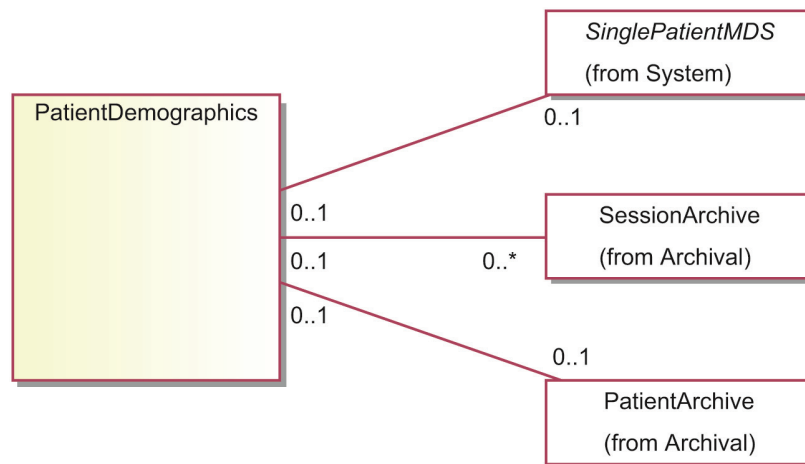 SinglePatientMDS
(from System)
0..1
PatientDemographics
0..1
SessionArchive
(from Archival)
0..1
0..*
0..1
0..1
PatientArchive
(from Archival)